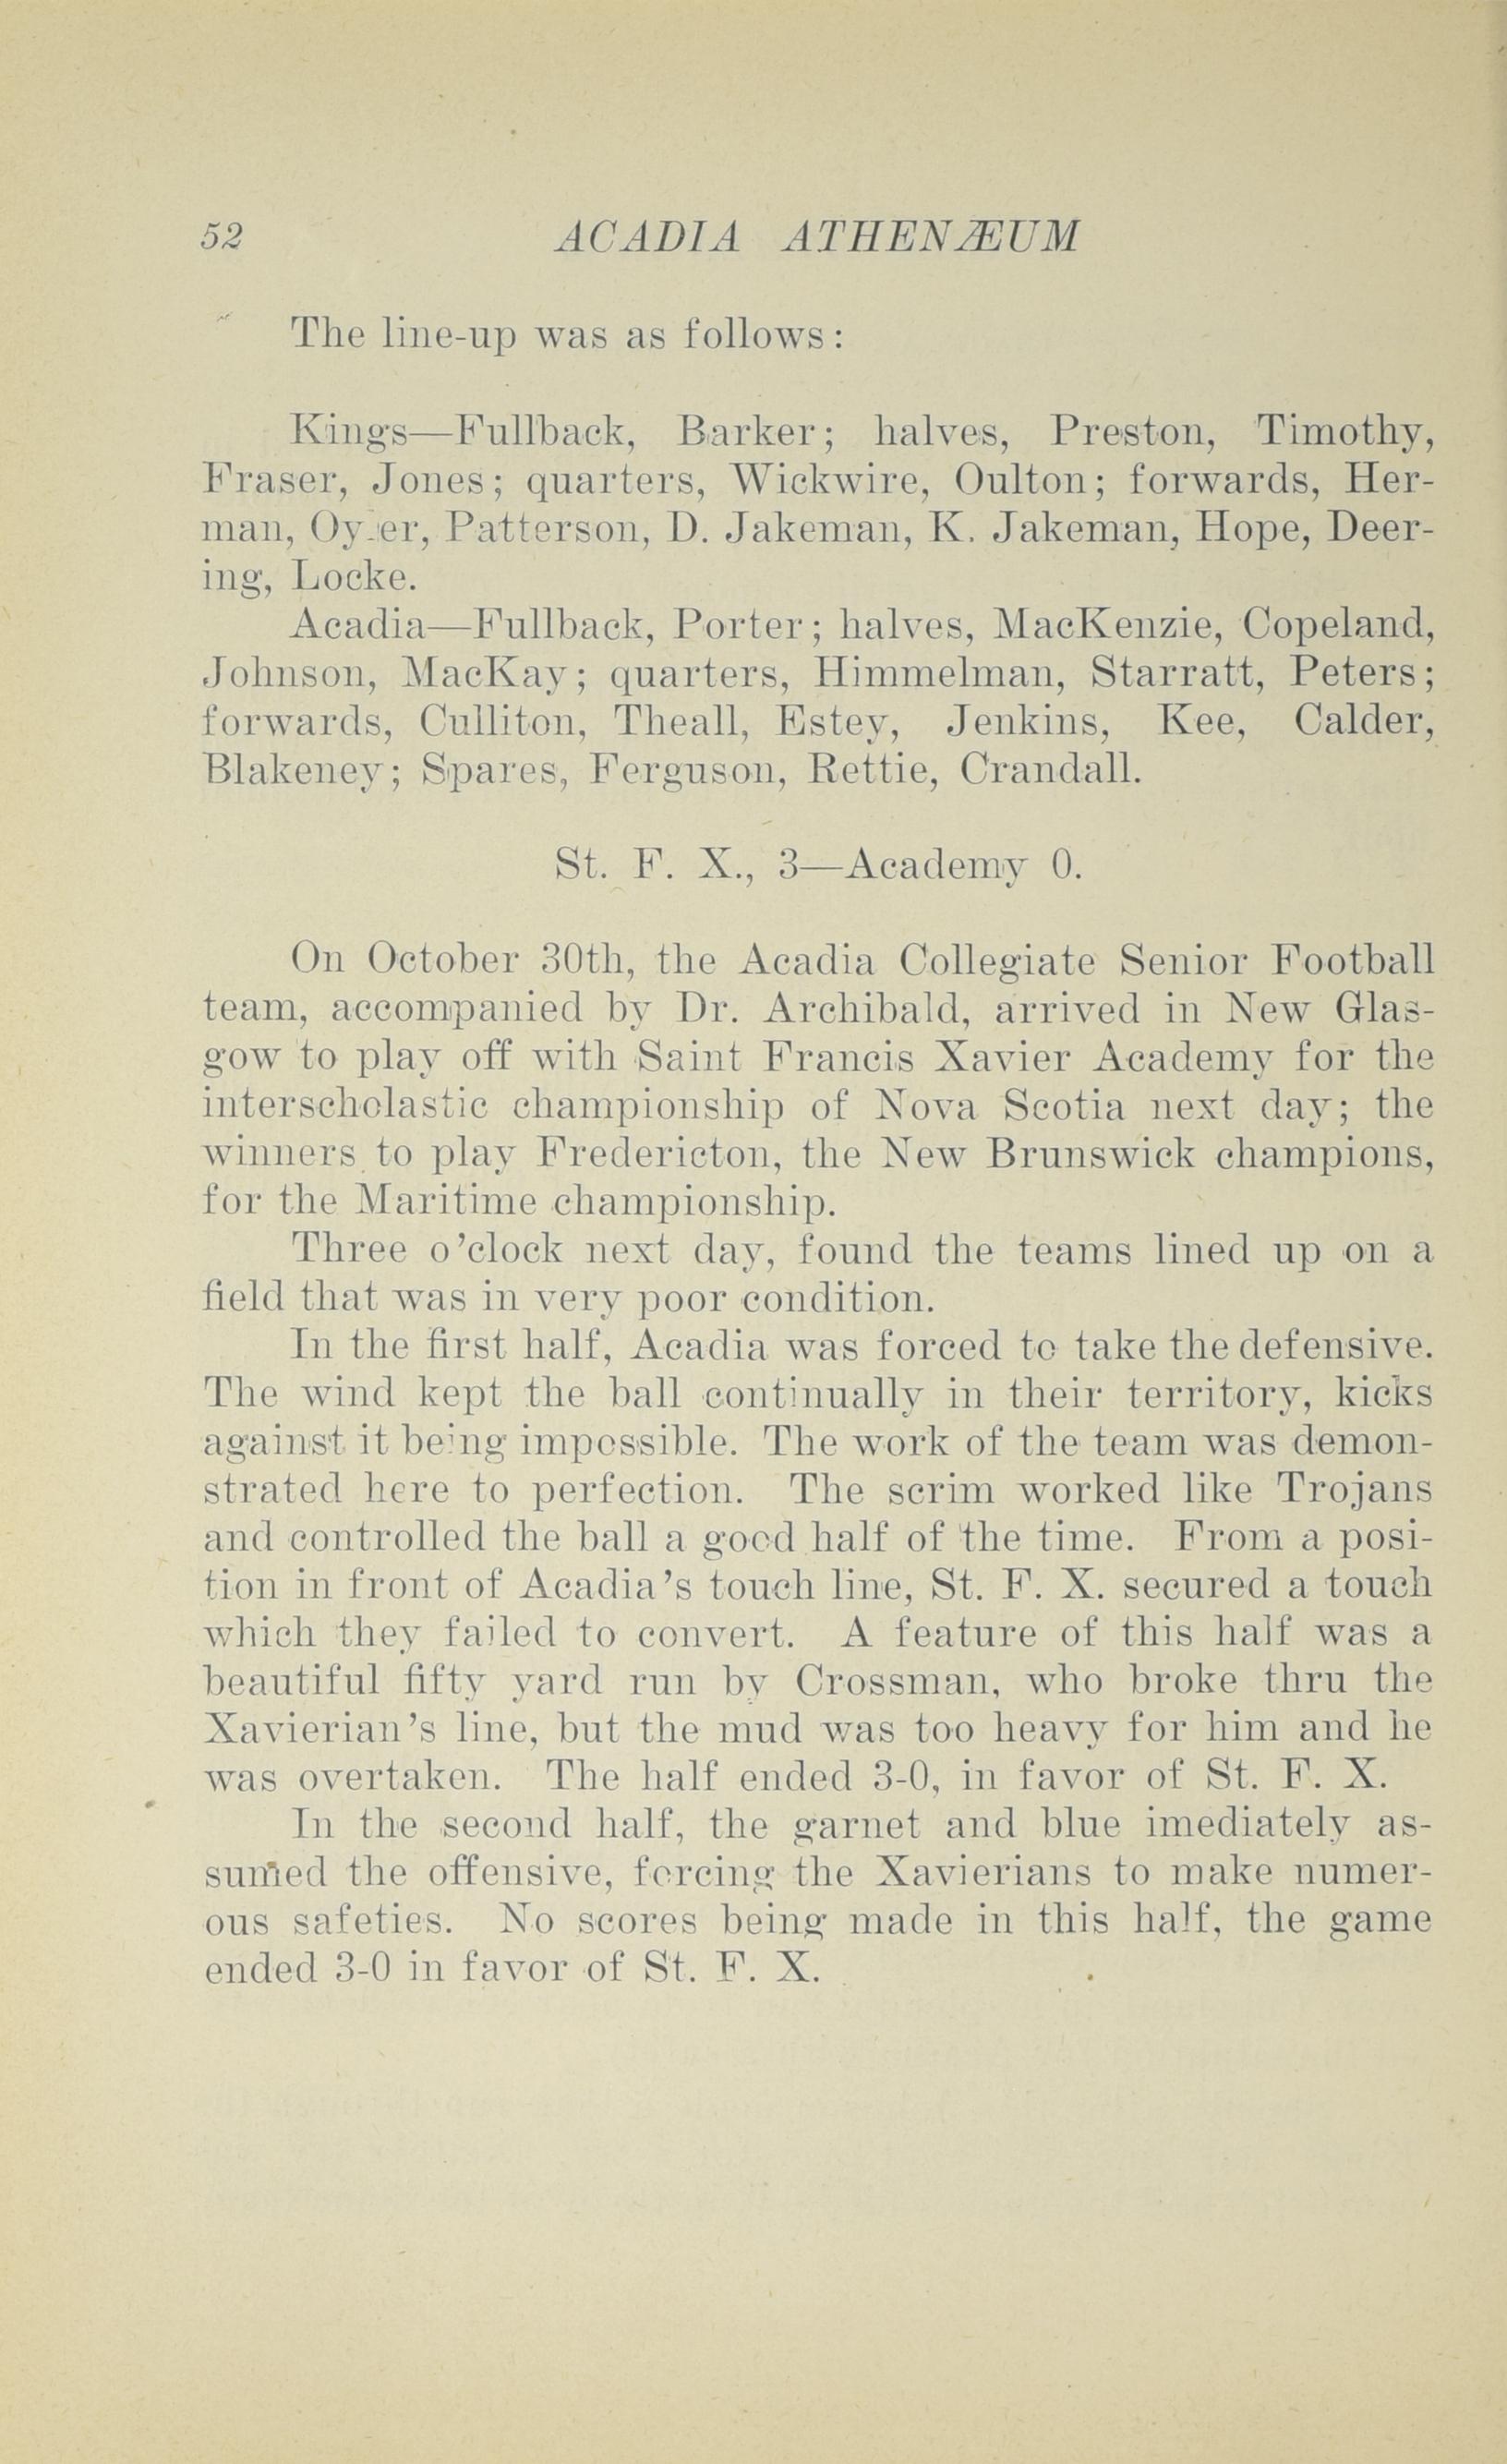 52 ACADIA ATHENÆUM
The line-up was as follows:
Kings—Fullback, Barker; halves, Preston, Timothy,
Fraser, Jones; quarters, Wickwire, Oulton; forwards, Her-
man, Patterson, D. Jakeman, K. Jakeman, Hope, Deer-
ing, Locke.
Acadia—Fullback, Porter; halves, MacKenzie, Copeland,
Johnson, MacKay; quarters, Himmelman, Starratt, Peters;
forwards, Culliton, Theall, Estey, Jenkins, Kee, Calder,
Blakeney; Spares, Ferguson, Rettie, Crandall.
St. F. X., 3—Academy 0.
On October 30th, the Acadia Collegiate Senior Football
team, accompanied by Dr. Archibald, arrived in New Glas-
gow to play off with Saint Francis Xavier Academy for the
interscholastic championship of Nova Scotia next day; the
winners to play Fredericton, the New Brunswick champions,
for the Maritime championship.
Three o'clock next day, found the teams lined up on a
field that was in very poor condition.
In the first half, Acadia was forced to take the defensive.
The wind kept the ball continually in their territory, kicks
against it being impossible. The work of the team was demon-
strated here to perfection. The scrim worked like Trojans
and controlled the ball a good half of the time. From a posi-
tion in front of Acadia's touch line, St. F. X. secured a touch
which they failed to convert. A feature of this half was a
beautiful fifty yard run by Crossman, who broke thru the
Xavierian's line, but the mud was too heavy for him and he
was overtaken. The half ended 3-0, in favor of St. F. X.
In the second half, the garnet and blue imediately as-
sumed the offensive, forcing the Xavierians to make numer-
ous safeties. No scores being made in this half, the game
ended 3-0 in favor of St. F. X.